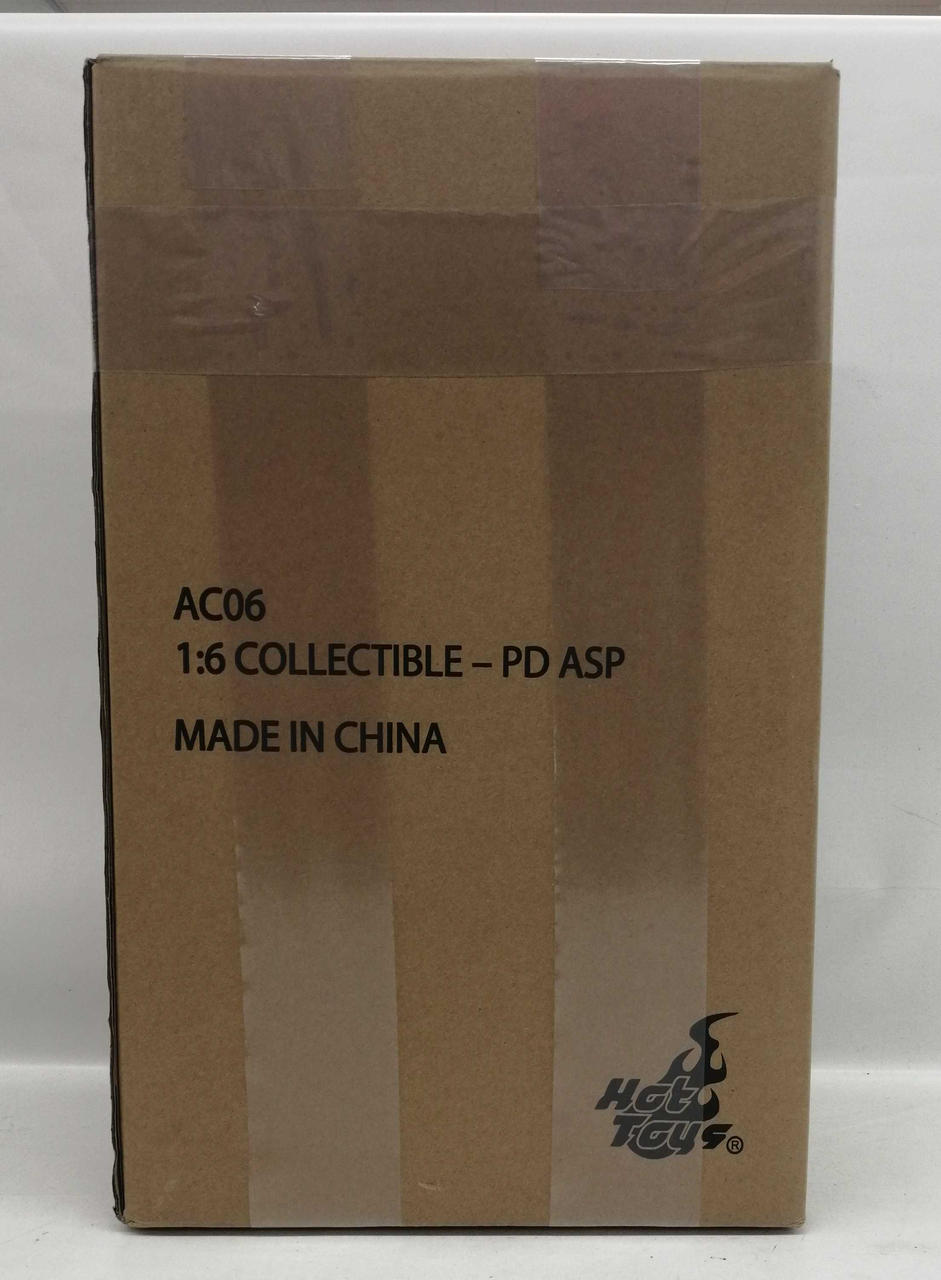 AC06
1:6 COLLECTIBLE – PD ASP
MADE IN CHINA
Hot
Toys®